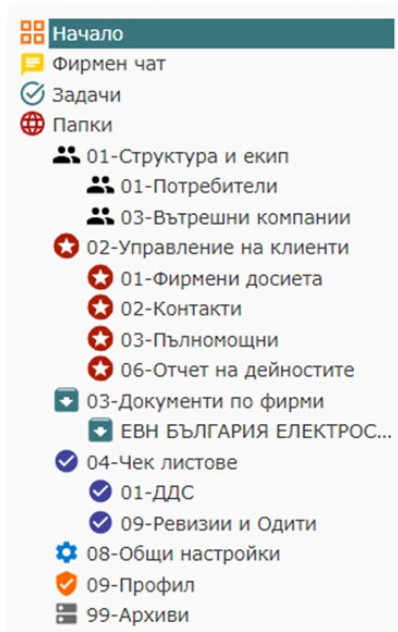 Начало
Фирмен чат
Задачи
Папки
01-Структура и екип
01-Потребители
03-Вътрешни компании
02-Управление на клиенти
01-Фирмени досиета
02-Контакти
03-Пълномощни
06-Отчет на дейностите
03-Документи по фирми
ЕВН БЪЛГАРИЯ ЕЛЕКТРОС...
04-Чек листове
01-ДДС
09-Ревизии и Одити
08-Общи настройки
09-Профил
99-Архиви